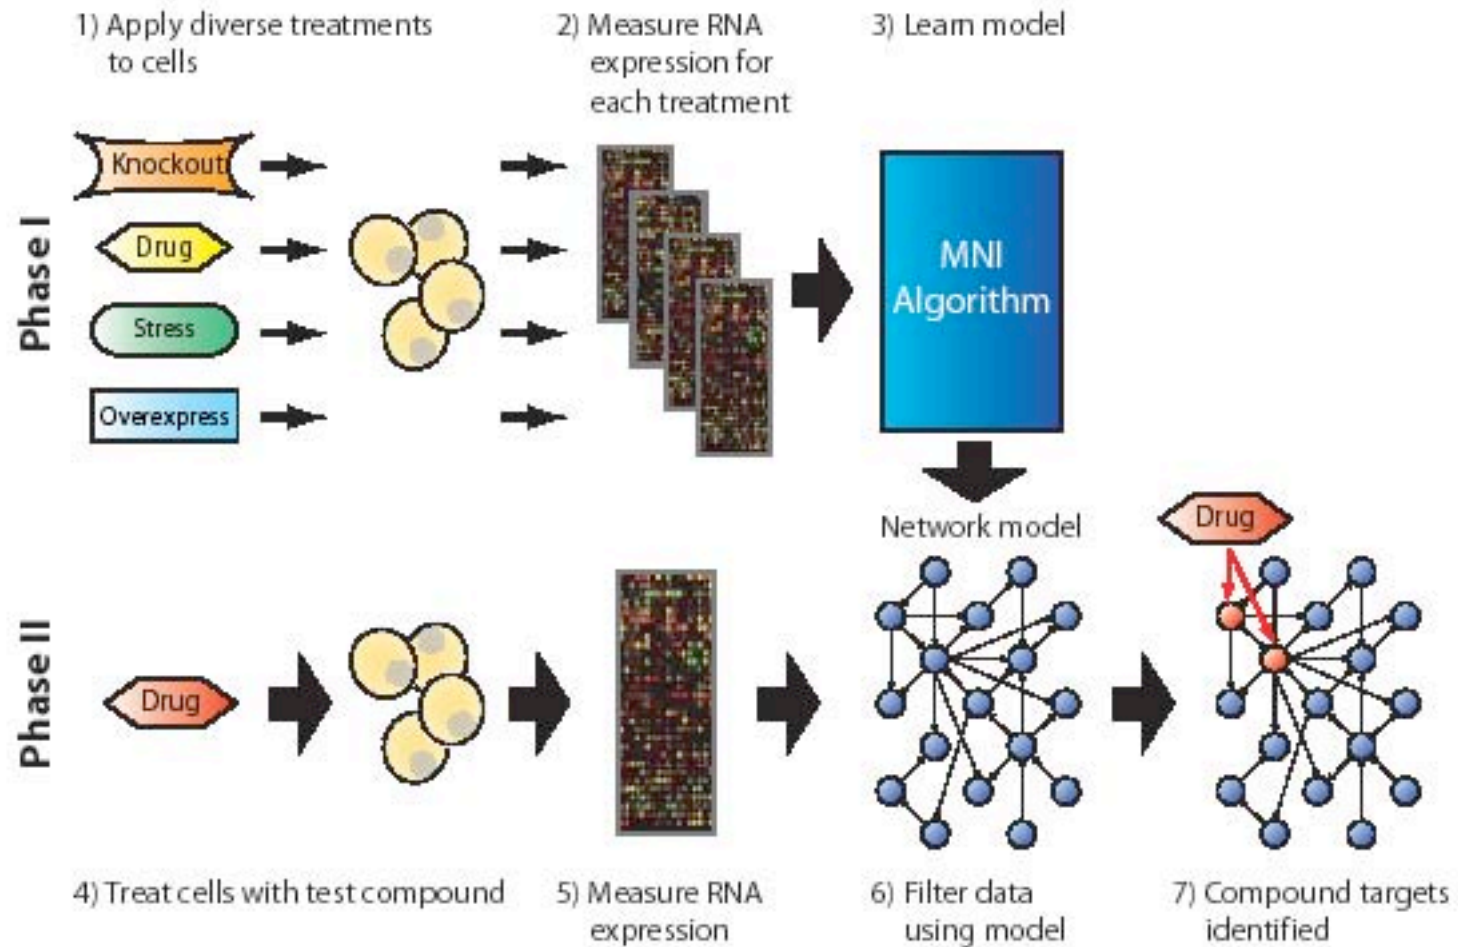 1) Apply diverse treatments
to cells
2) Measure RNA
expression for
each treatment
3) Learn model
Phase I
Knockout
Drug
Stress
Overexpress
MNI
Algorithm
Network model
Drug
Phase II
Drug
4) Treat cells with test compound
5) Measure RNA
expression
6) Filter data
using model
7) Compound targets
identified